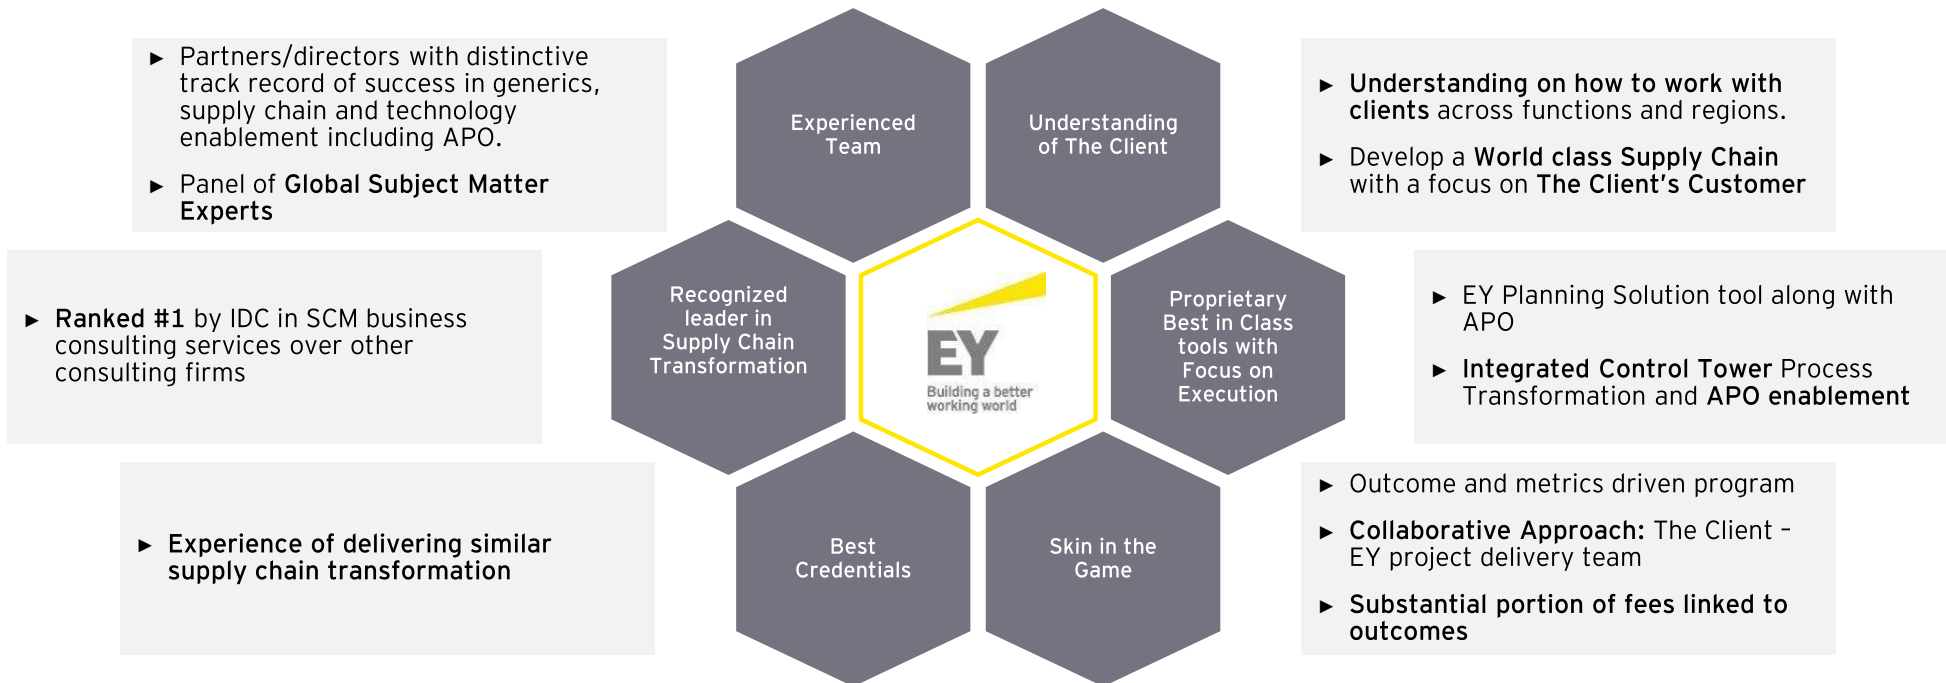 ► Partners/directors with distinctive
track record of success in generics,
supply chain and technology
enablement including APO.
► Panel of Global Subject Matter
Experts
Experienced
Team
Understanding
of The Client
► Understanding on how to work with
clients across functions and regions.
► Develop a World class Supply Chain
with a focus on The Client's Customer
► Ranked #1 by IDC in SCM business
consulting services over other
consulting firms
Recognized
leader in
Supply Chain
Transformation
EY
Building a better
working world
Proprietary
Best in Class
tools with
Focus on
Execution
► EY Planning Solution tool along with
APO
► Integrated Control Tower Process
Transformation and APO enablement
► Experience of delivering similar
supply chain transformation
Best
Credentials
Skin in the
Game
► Outcome and metrics driven program
► Collaborative Approach: The Client –
EY project delivery team
► Substantial portion of fees linked to
outcomes